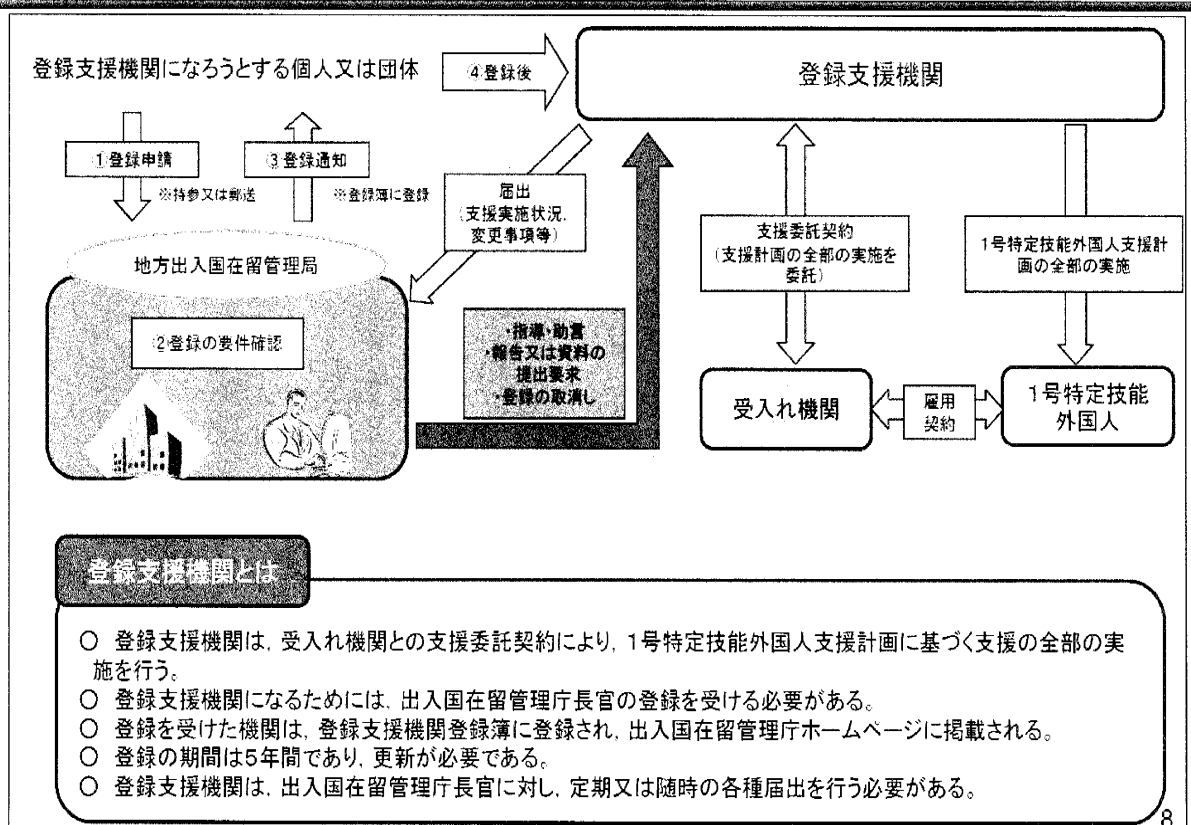 登録支援機関になろうとする個人又は団体
④登録後
登録支援機関
①登録申請
※持参又は郵送
③登録通知
※登録簿に登録
届出
(支援実施状況,
変更事項等)
支援委託契約
(支援計画の全部の実施を
委託)
1号特定技能外国人支援計
画の全部の実施
地方出入国在留管理局
②登録の要件確認
・指導・助言
・報告又は資料の
提出要求
・登録の取消し
受入れ機関
雇用
契約
1号特定技能
外国人
登録支援機関とは
○ 登録支援機関は,受入れ機関との支援委託契約により,1号特定技能外国人支援計画に基づく支援の全部の実
施を行う。
○ 登録支援機関になるためには,出入国在留管理庁長官の登録を受ける必要がある。
○ 登録を受けた機関は,登録支援機関登録簿に登録され,出入国在留管理庁ホームページに掲載される。
○ 登録の期間は5年間であり,更新が必要である。
○ 登録支援機関は,出入国在留管理庁長官に対し,定期又は随時の各種届出を行う必要がある。
8